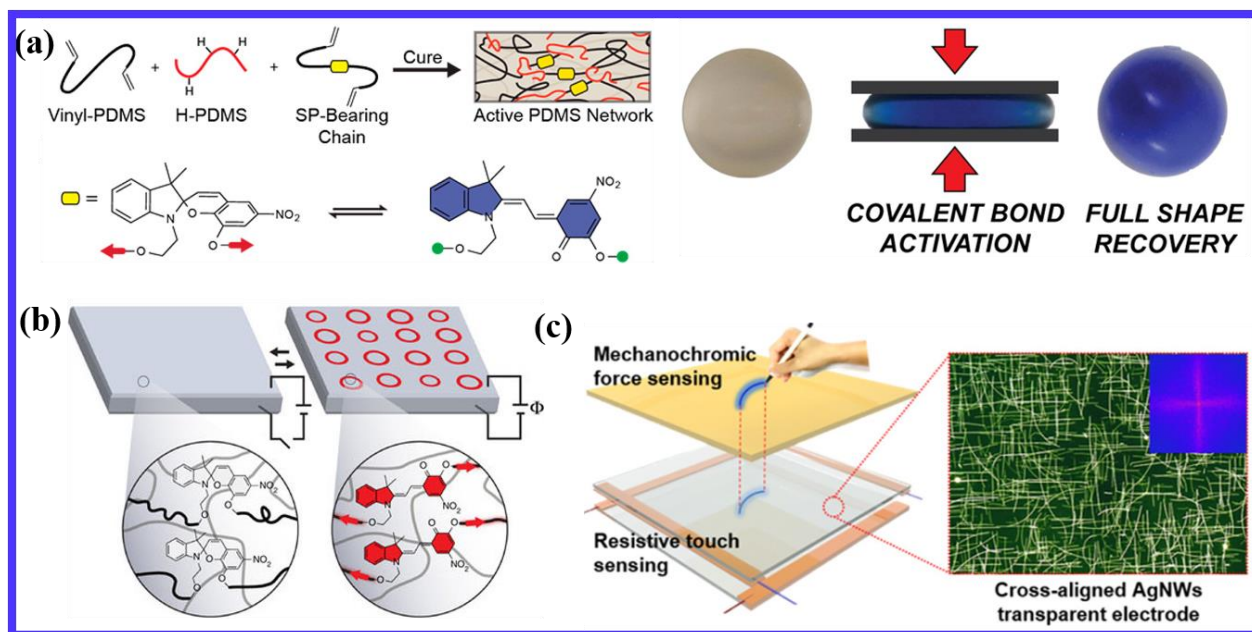 (a)
H
H
H
+
+
Cure
Vinyl-PDMS
H-PDMS
SP-Bearing
Chain
Active PDMS Network
=
N
O
NO2
O
O
N
O
NO2
O
O
COVALENT BOND
ACTIVATION
FULL SHAPE
RECOVERY
(b)
Φ
N
O
NO2
O
O
N
O
NO2
O
O
N
O
O
O
NO2
N
O
O
O
NO2
(c)
Mechanochromic
force sensing
Resistive touch
sensing
Cross-aligned AgNWs
transparent electrode